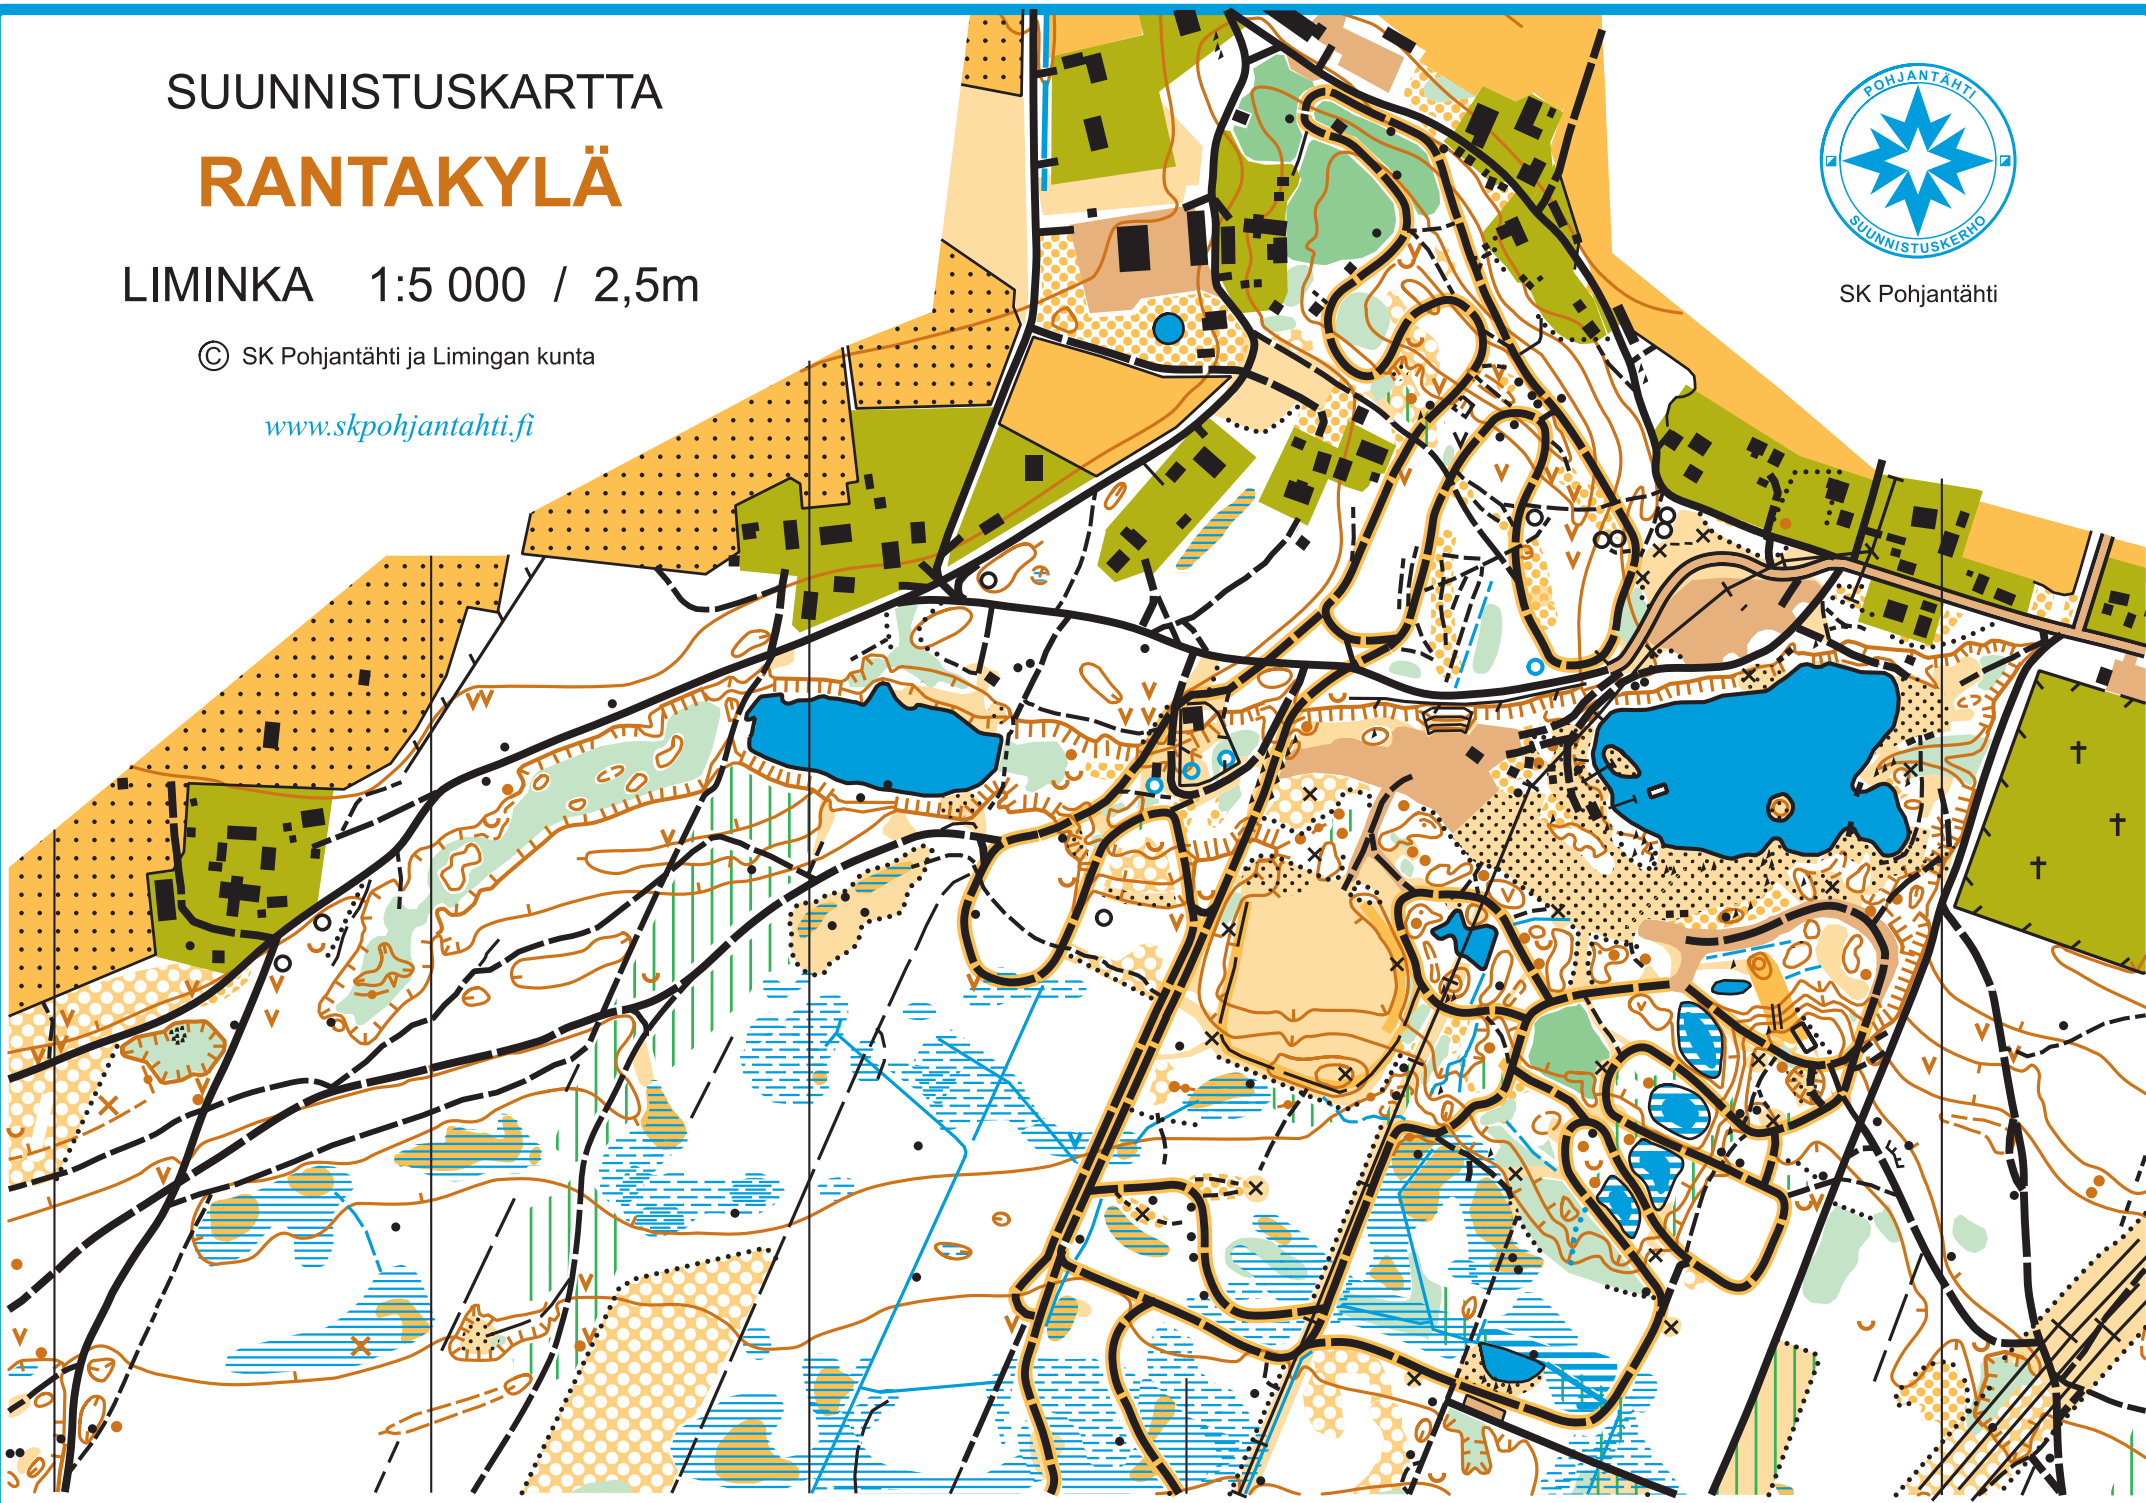 SUUNNISTUSKARTTA
RANTAKYLÄ
LIMINKA 1:5 000 / 2,5m
© SK Pohjantähti ja Limingan kunta
www.skpohjantahti.fi
POHJANTÄHTI
SUUNNISTUSKERHO
SK Pohjantähti